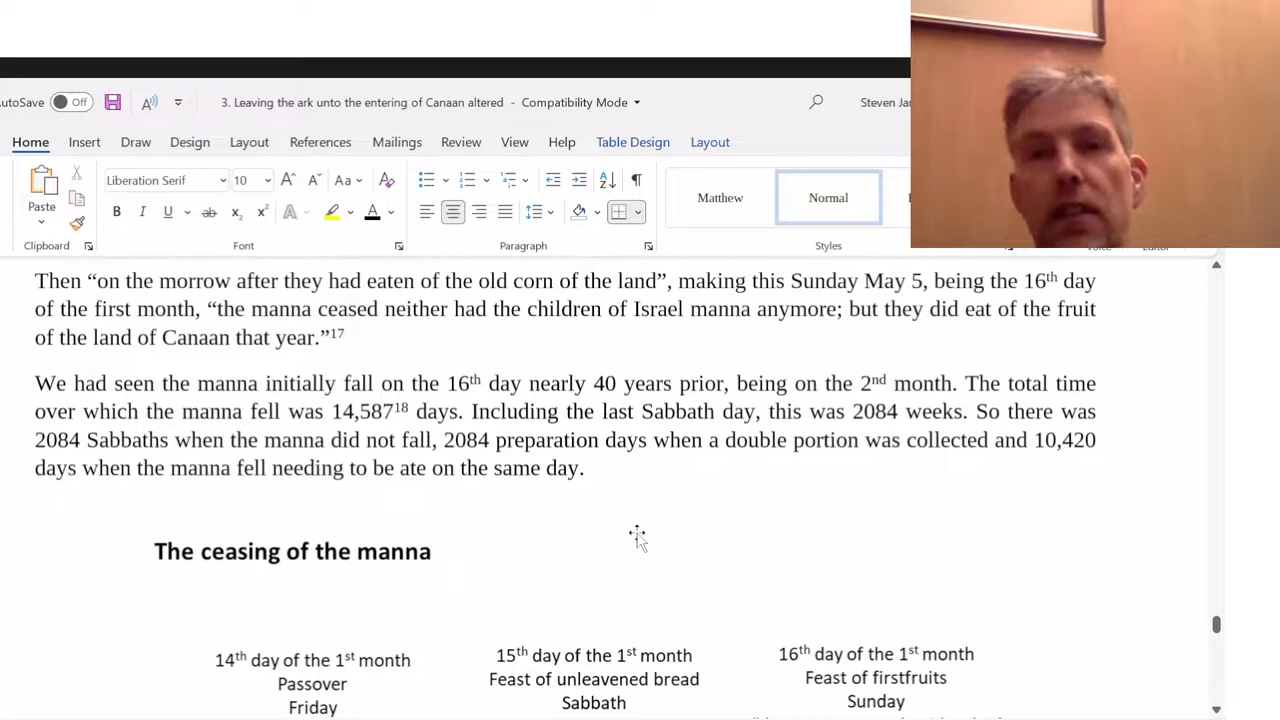 AutoSave Off 3. Leaving the ark unto the entering of Canaan altered - Compatibility Mode Steven
Home Insert Draw Design Layout References Mailings Review View Help Table Design Layout
Liberation Serif 10 Aa
Paste
B I U ab x₂ x² A A
Matthew Normal
Clipboard Font Paragraph Styles Editor
Then “on the morrow after they had eaten of the old corn of the land”, making this Sunday May 5, being the 16th day
of the first month, “the manna ceased neither had the children of Israel manna anymore; but they did eat of the fruit
of the land of Canaan that year.”17
We had seen the manna initially fall on the 16th day nearly 40 years prior, being on the 2nd month. The total time
over which the manna fell was 14,58718 days. Including the last Sabbath day, this was 2084 weeks. So there was
2084 Sabbaths when the manna did not fall, 2084 preparation days when a double portion was collected and 10,420
days when the manna fell needing to be ate on the same day.
The ceasing of the manna
14th day of the 1st month
Passover
Friday
15th day of the 1st month
Feast of unleavened bread
Sabbath
16th day of the 1st month
Feast of firstfruits
Sunday